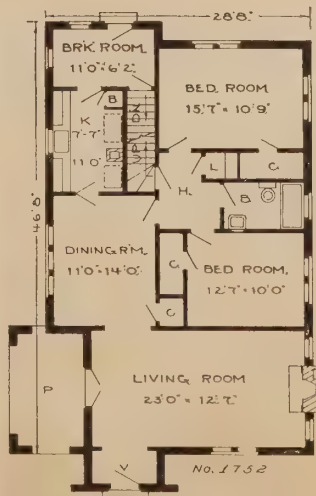 28'8"
BRK. ROOM.
11'0" = 6'2"
BED ROOM
15'7" = 10'9"
46'8"
K
7'-7"
11'0"
B
DN
UP
L
C
H.
B
DINING R'M.
11'0" = 14'0"
C
C
BED ROOM.
12'7" = 10'0"
P
LIVING ROOM
23'0" = 12'7"
V
No. 1752